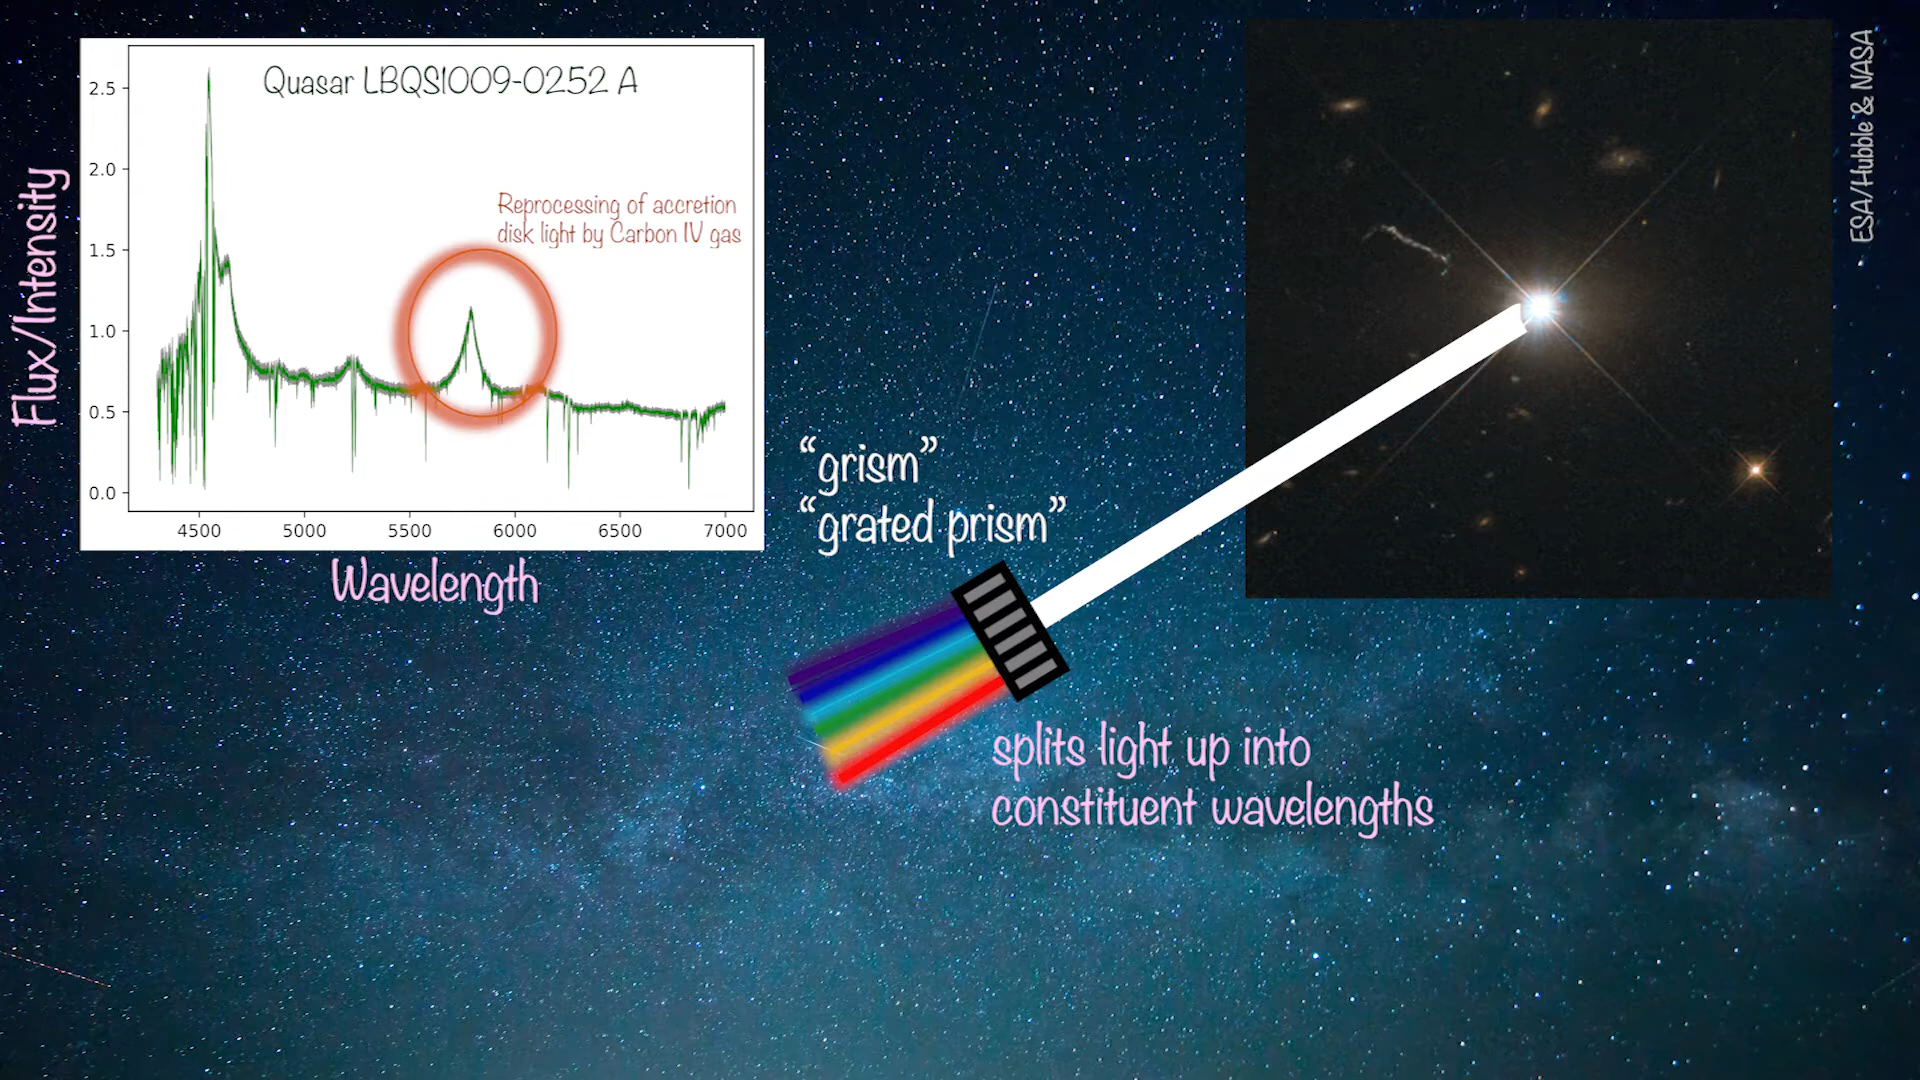 Quasar LBQS1009-0252 A
Reprocessing of accretion
disk light by Carbon IV gas
Flux/Intensity
2.5
2.0
1.5
1.0
0.5
0.0
4500 5000 5500 6000 6500 7000
Wavelength
“grism”
“grated prism”
splits light up into
constituent wavelengths
ESA/Hubble & NASA